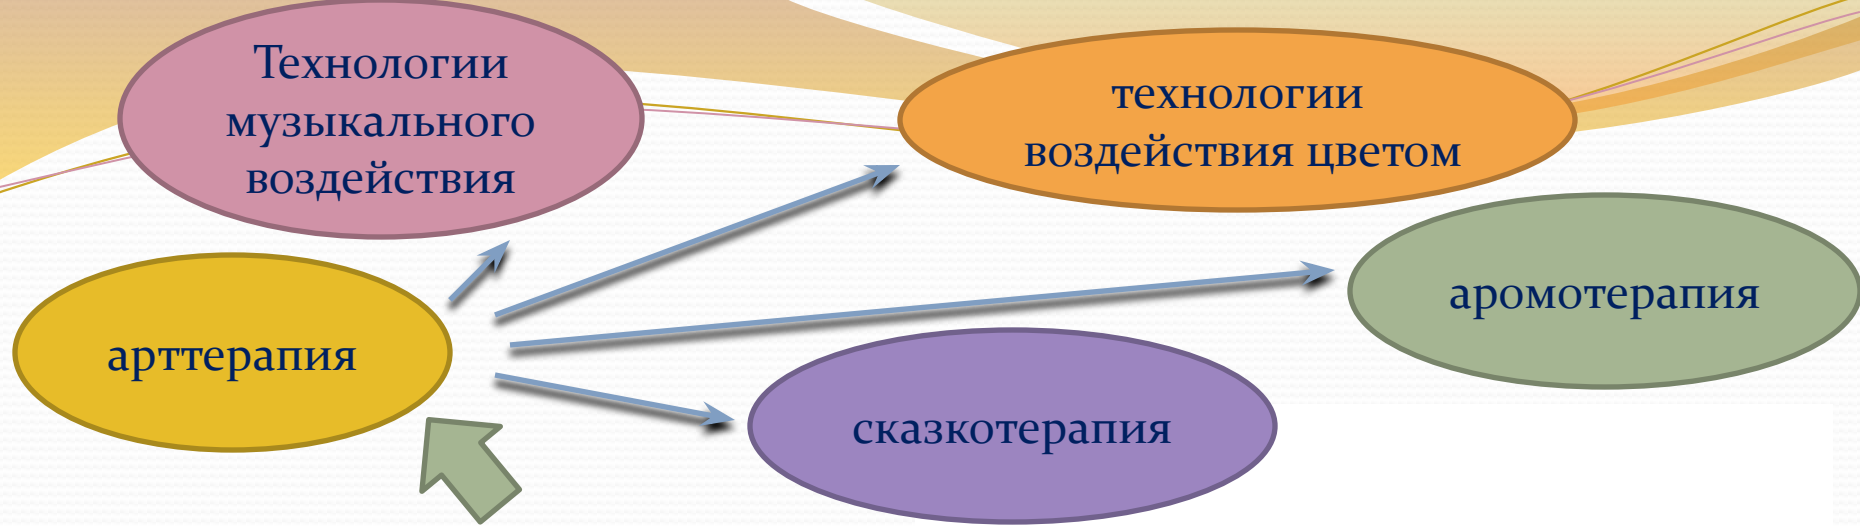 Технологии
музыкального
воздействия
технологии
воздействия цветом
аромотерапия
арттерапия
сказкотерапия